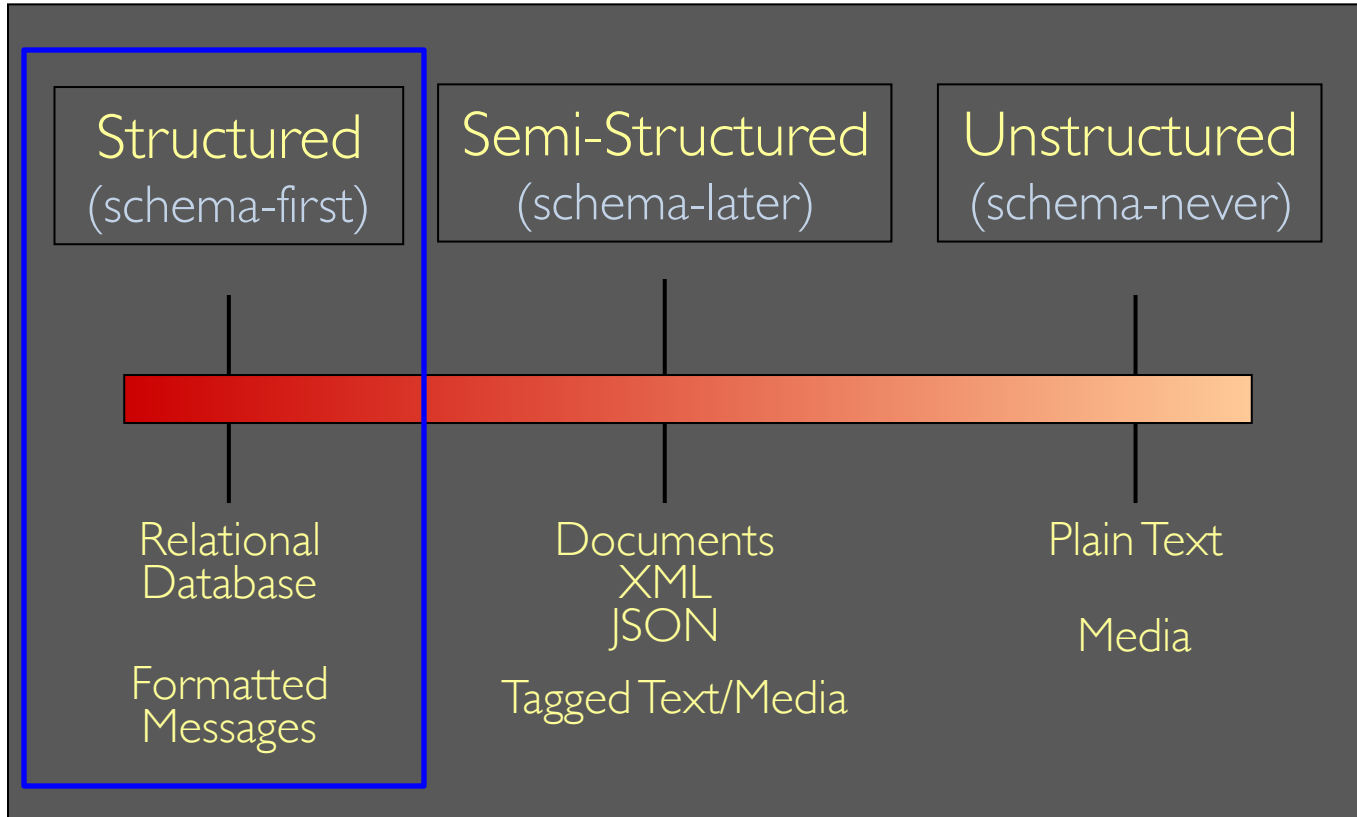 Structured
(schema-first)
Semi-Structured
(schema-later)
Unstructured
(schema-never)
Relational
Database
Formatted
Messages
Documents
XML
JSON
Tagged Text/Media
Plain Text
Media